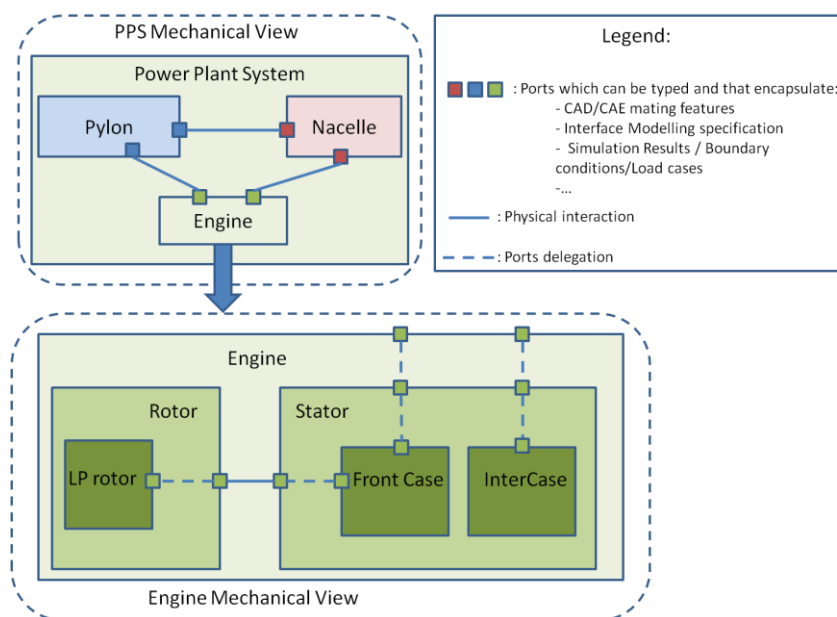 PPS Mechanical View
Power Plant System
Pylon
Nacelle
Engine
Legend:
: Ports which can be typed and that encapsulate:
- CAD/CAE mating features
- Interface Modelling specification
- Simulation Results / Boundary
conditions/Load cases
-...
: Physical interaction
: Ports delegation
Engine
Rotor
Stator
LP rotor
Front Case
InterCase
Engine Mechanical View